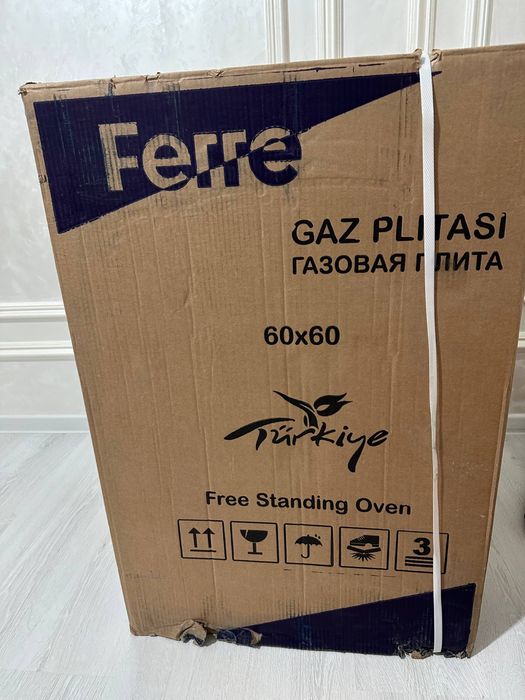 Ferre
GAZ PLITASI
ГАЗОВАЯ ПЛИТА
60x60
Türkiye
Free Standing Oven
3